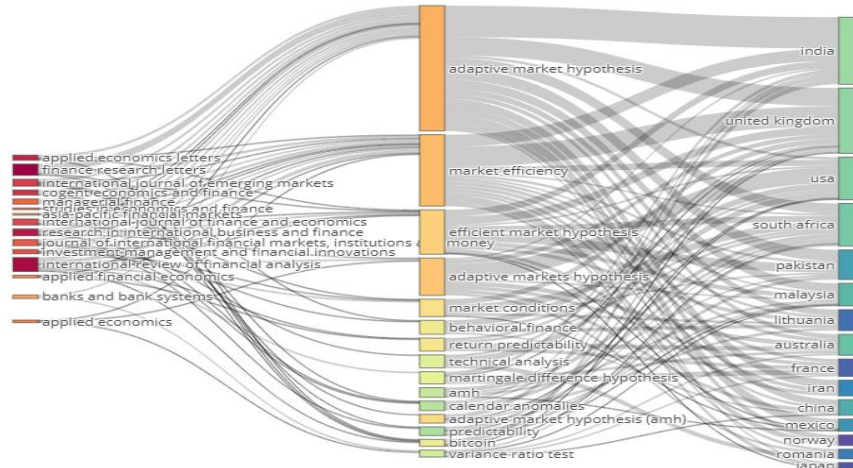 applied economics letters
finance research letters
international journal of emerging markets
cogent economics and finance
managerial finance
studies in economics and finance
asia-pacific financial markets
international journal of finance and economics
research in international business and finance
journal of international financial markets, institutions and money
investment management and financial innovations
international review of financial analysis
applied financial economics
banks and bank systems
applied economics
adaptive market hypothesis
market efficiency
efficient market hypothesis
adaptive markets hypothesis
market conditions
behavioral finance
return predictability
technical analysis
martingale difference hypothesis
amh
calendar anomalies
adaptive market hypothesis (amh)
predictability
bitcoin
variance ratio test
india
united kingdom
usa
south africa
pakistan
malaysia
lithuania
australia
france
iran
china
mexico
norway
romania
japan